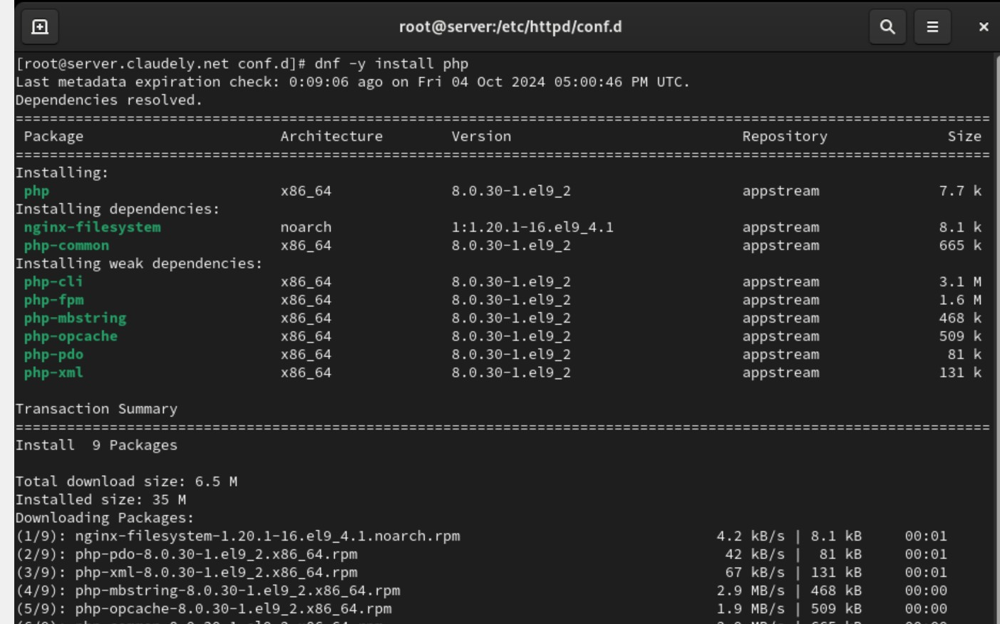 root@server:/etc/httpd/conf.d
[root@server.claudely.net conf.d]# dnf -y install php
Last metadata expiration check: 0:09:06 ago on Fri 04 Oct 2024 05:00:46 PM UTC.
Dependencies resolved.
================================================================================
Package Architecture Version Repository Size
================================================================================
Installing:
php x86_64 8.0.30-1.el9_2 appstream 7.7 k
Installing dependencies:
nginx-filesystem noarch 1:1.20.1-16.el9_4.1 appstream 8.1 k
php-common x86_64 8.0.30-1.el9_2 appstream 665 k
Installing weak dependencies:
php-cli x86_64 8.0.30-1.el9_2 appstream 3.1 M
php-fpm x86_64 8.0.30-1.el9_2 appstream 1.6 M
php-mbstring x86_64 8.0.30-1.el9_2 appstream 468 k
php-opcache x86_64 8.0.30-1.el9_2 appstream 509 k
php-pdo x86_64 8.0.30-1.el9_2 appstream 81 k
php-xml x86_64 8.0.30-1.el9_2 appstream 131 k
Transaction Summary
================================================================================
Install 9 Packages
Total download size: 6.5 M
Installed size: 35 M
Downloading Packages:
(1/9): nginx-filesystem-1.20.1-16.el9_4.1.noarch.rpm 4.2 kB/s | 8.1 kB 00:01
(2/9): php-pdo-8.0.30-1.el9_2.x86_64.rpm 42 kB/s | 81 kB 00:01
(3/9): php-xml-8.0.30-1.el9_2.x86_64.rpm 67 kB/s | 131 kB 00:01
(4/9): php-mbstring-8.0.30-1.el9_2.x86_64.rpm 2.9 MB/s | 468 kB 00:00
(5/9): php-opcache-8.0.30-1.el9_2.x86_64.rpm 1.9 MB/s | 509 kB 00:00